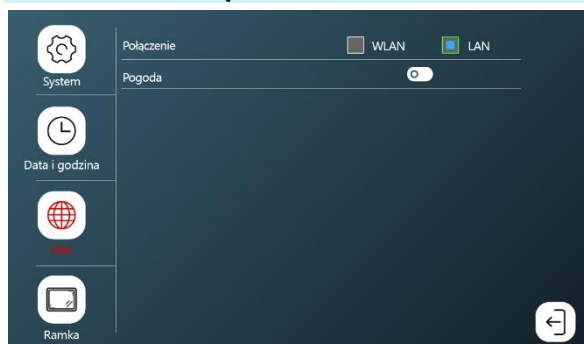 System
Data i godzina
Ramka
Połączenie
WLAN
LAN
Pogoda